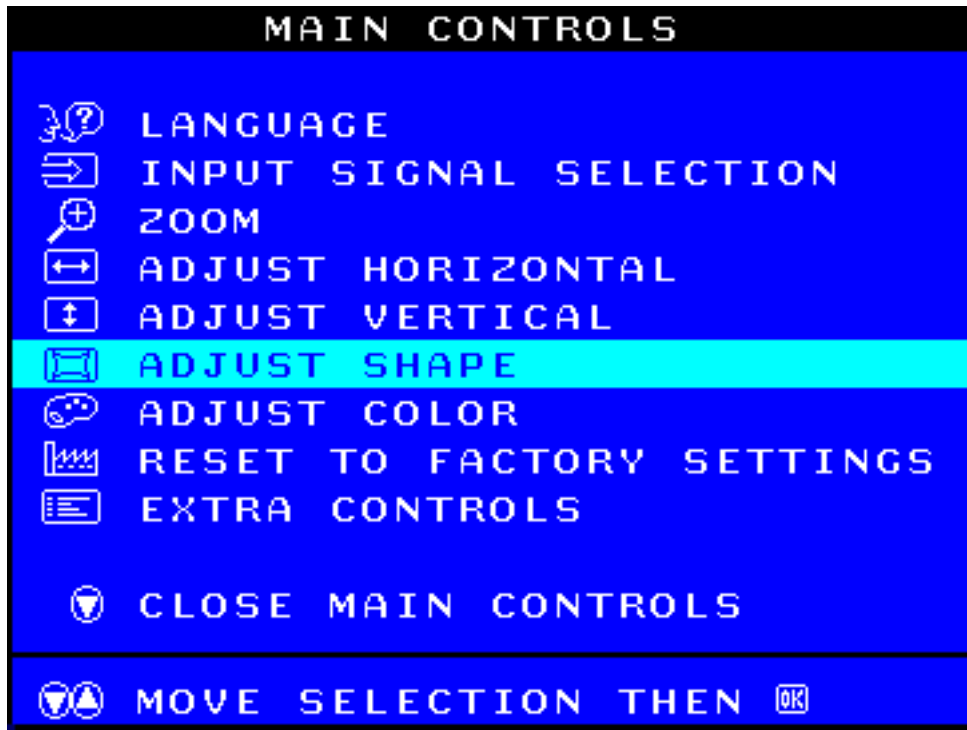 MAIN CONTROLS
LANGUAGE
INPUT SIGNAL SELECTION
ZOOM
ADJUST HORIZONTAL
ADJUST VERTICAL
ADJUST SHAPE
ADJUST COLOR
RESET TO FACTORY SETTINGS
EXTRA CONTROLS
CLOSE MAIN CONTROLS
MOVE SELECTION THEN OK